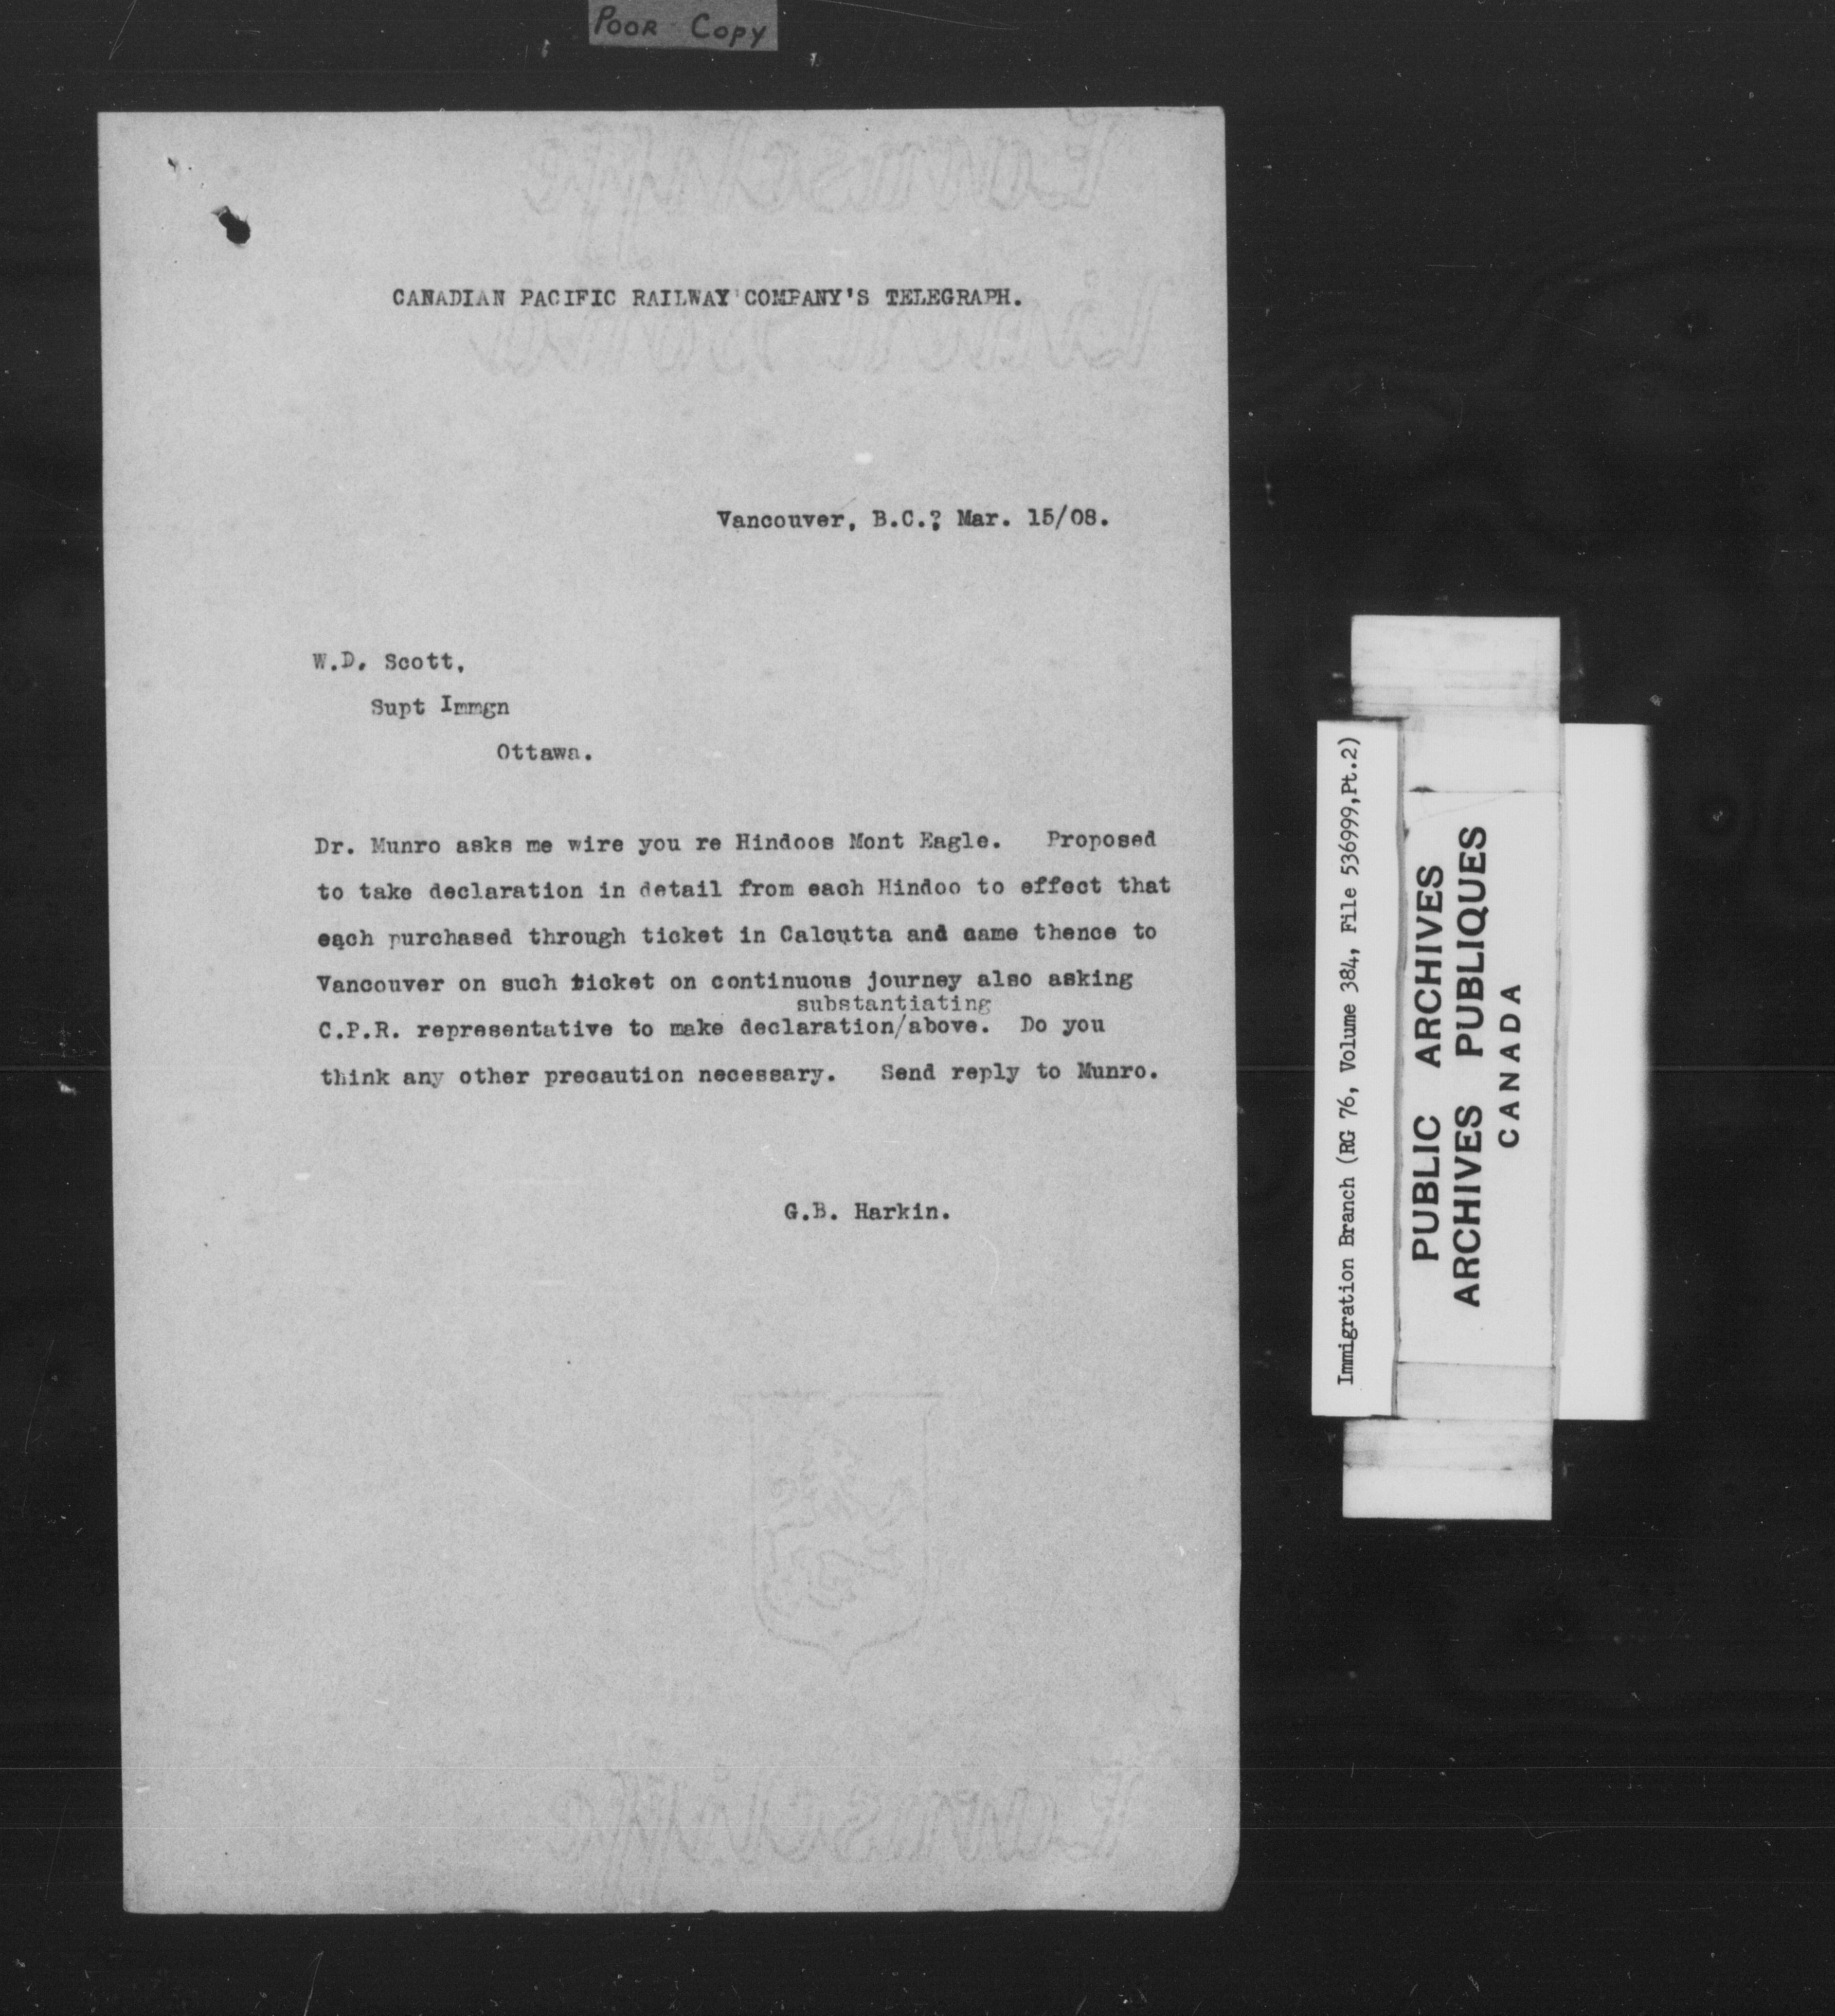 POOR COPY
CANADIAN PACIFIC RAILWAY COMPANY'S TELEGRAPH.
Vancouver, B.C.? Mar. 15/08.
W.D. Scott,
Supt Immgn
Ottawa.
Dr. Munro asks me wire you re Hindoos Mont Eagle. Proposed
to take declaration in detail from each Hindoo to effect that
each purchased through ticket in Calcutta and came thence to
Vancouver on such ticket on continuous journey also asking
substantiating
C.P.R. representative to make declaration/above. Do you
think any other precaution necessary. Send reply to Munro.
G.B. Harkin.
Immigration Branch (RG 76, Volume 384, File 536999,Pt.2)
PUBLIC ARCHIVES
ARCHIVES PUBLIQUES
CANADA